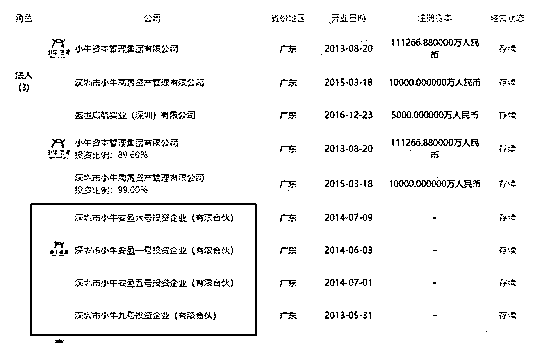 角色 公司 省份地区 开业日期 注册资本 经营状态
小牛资本管理集团有限公司 广东 2013-08-20 111266.880000万人民币 存续
法人
(3)
深圳市小牛高湾资产管理有限公司 广东 2015-03-18 10000.000000万人民币 存续
启航实业（深圳）有限公司 广东 2016-12-23 5000.000000万人民币 存续
小牛资本管理集团有限公司 广东 2013-08-20 111266.880000万人民币 存续
投资比例：89.60%
深圳市小牛 资产管理有限公司 广东 2015-03-18 10000.000000万人民币 存续
投资比例：99.00%
深圳市小牛安盈六号投资企业（有限合伙） 广东 2014-07-09 - 存续
深圳市小牛安盈一号投资企业（有限合伙） 广东 2014-06-03 - 存续
深圳市小牛安盈五号投资企业（有限合伙） 广东 2014-07-01 - 存续
深圳市小牛九号投资企业（有限合伙） 广东 2013-05-31 - 存续